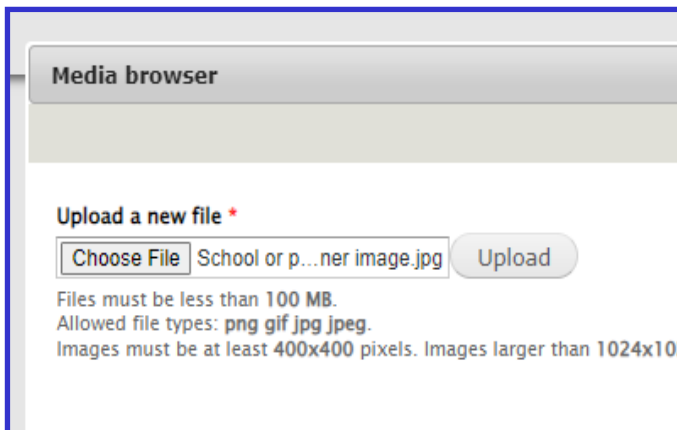 Media browser
Upload a new file *
Choose File School or p...ner image.jpg Upload
Files must be less than 100 MB.
Allowed file types: png gif jpg jpeg.
Images must be at least 400x400 pixels. Images larger than 1024x10